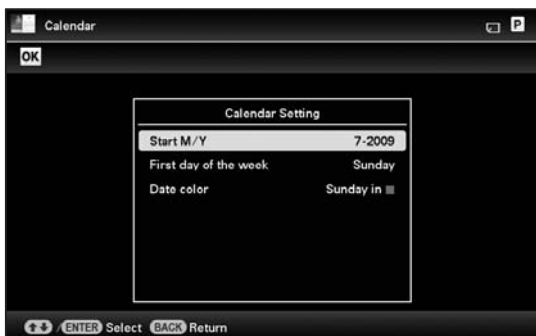 Calendar
P
OK
Calendar Setting
Start M/Y 7-2009
First day of the week Sunday
Date color Sunday in
/ENTER Select BACK Return